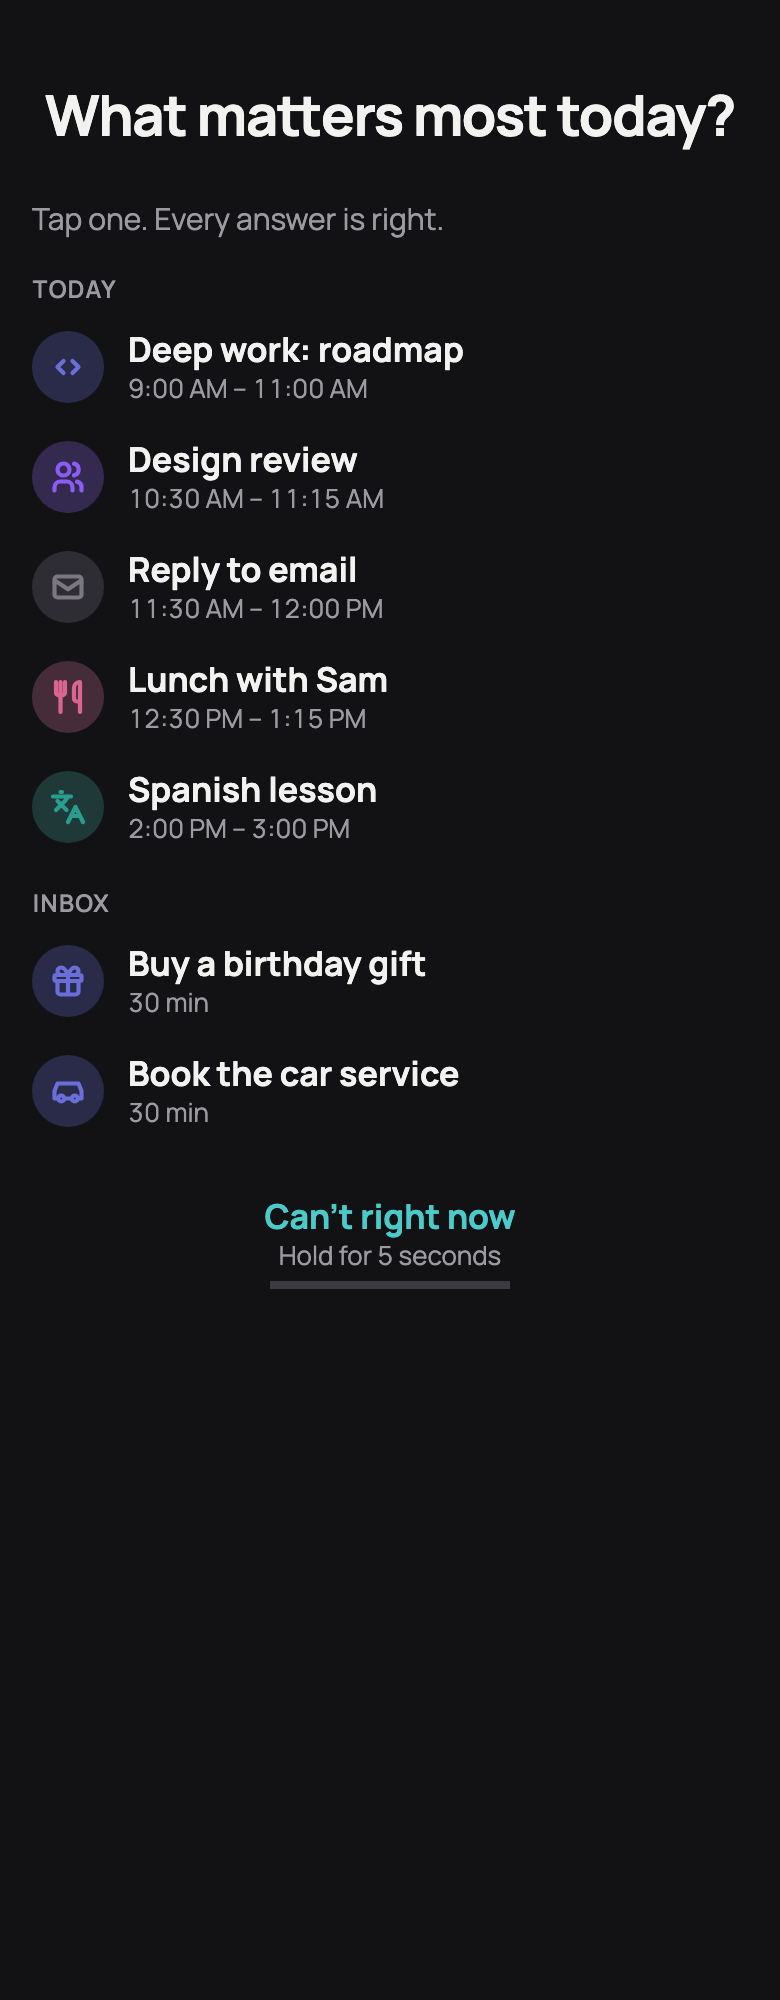 What matters most today?
Tap one. Every answer is right.
TODAY
Deep work: roadmap
9:00 AM – 11:00 AM
Design review
10:30 AM – 11:15 AM
Reply to email
11:30 AM – 12:00 PM
Lunch with Sam
12:30 PM – 1:15 PM
Spanish lesson
2:00 PM – 3:00 PM
INBOX
Buy a birthday gift
30 min
Book the car service
30 min
Can’t right now
Hold for 5 seconds